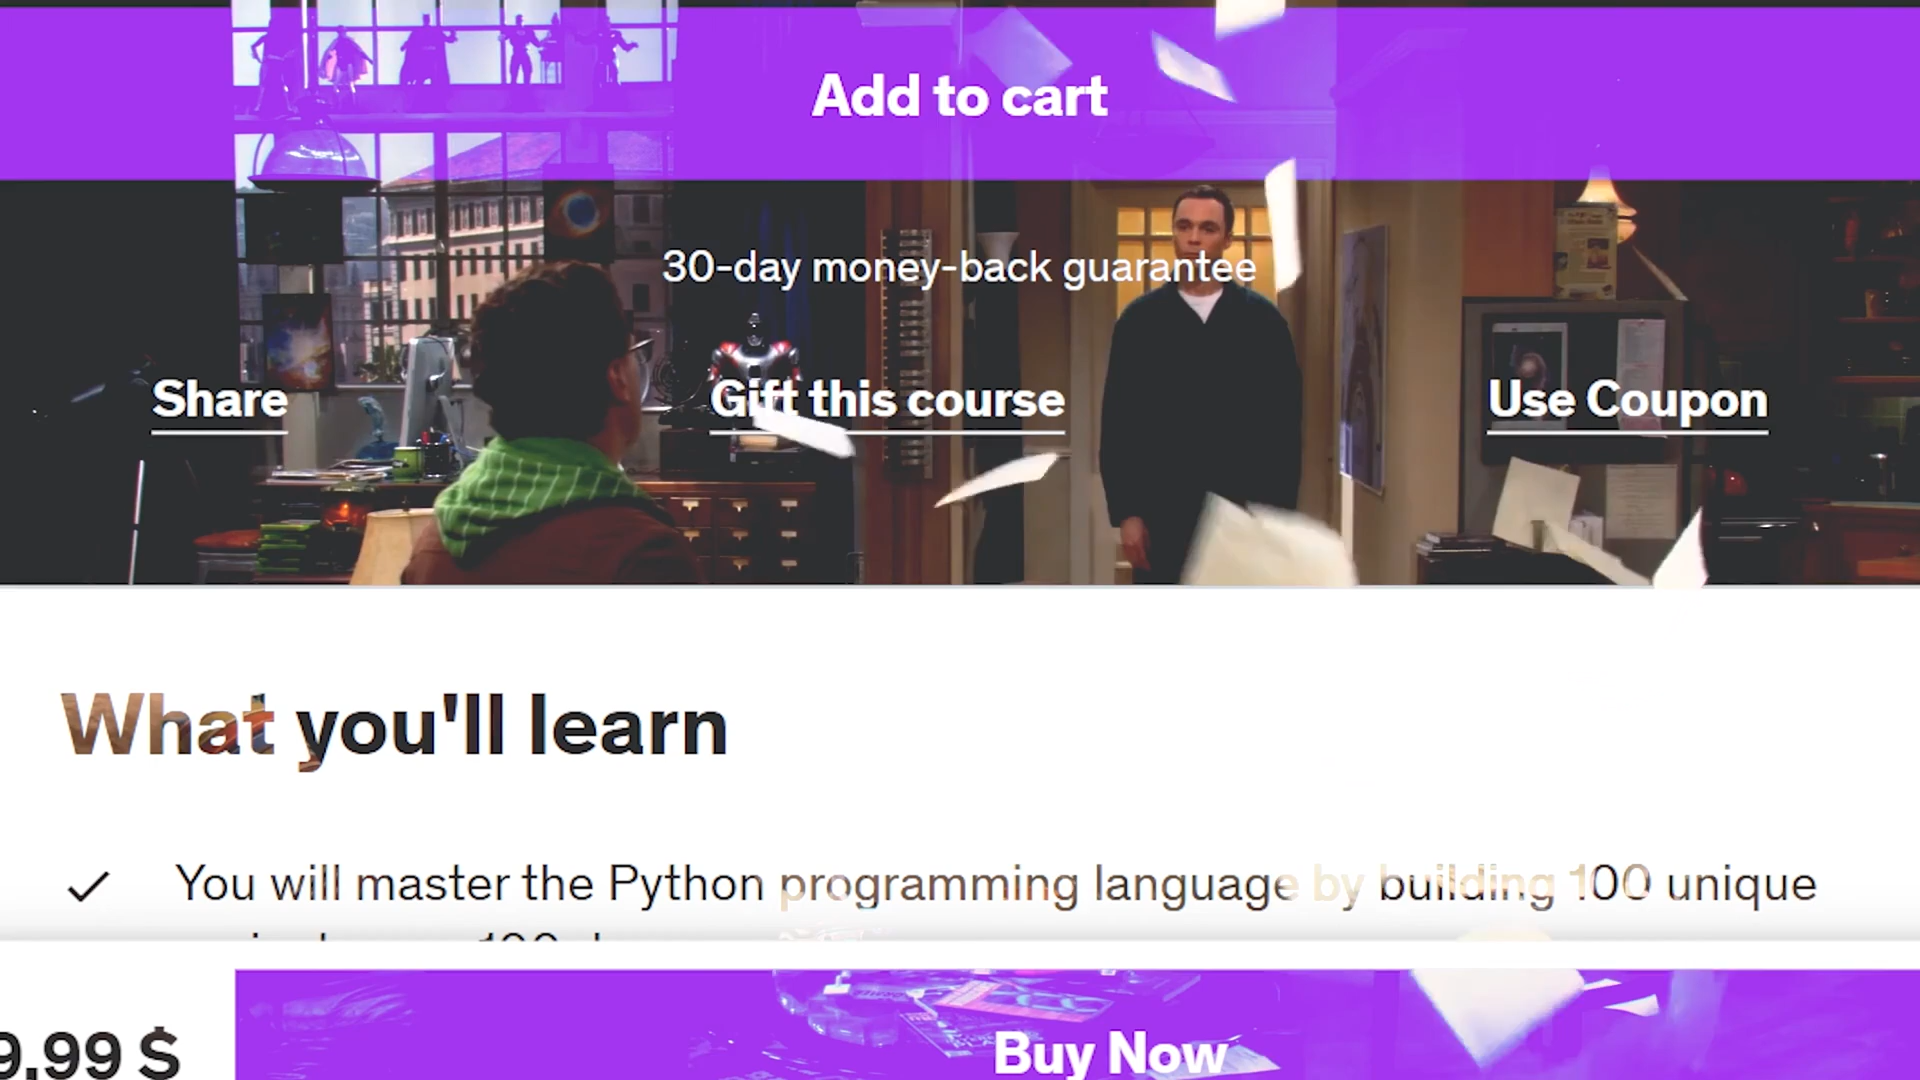 Add to cart
30-day money-back guarantee
Share
Gift this course
Use Coupon
What you'll learn
You will master the Python programming language by building 100 unique
9,99 $
Buy Now